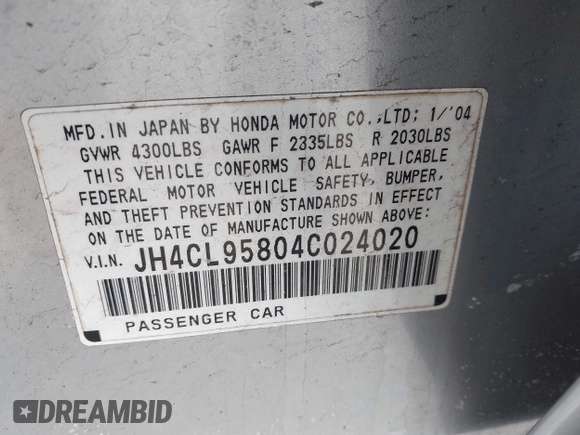 MFD. IN JAPAN BY HONDA MOTOR CO.,LTD; 1/'04
GVWR 4300LBS GAWR F 2335LBS R 2030LBS
THIS VEHICLE CONFORMS TO ALL APPLICABLE
FEDERAL MOTOR VEHICLE SAFETY, BUMPER,
AND THEFT PREVENTION STANDARDS IN EFFECT
ON THE DATE OF MANUFACTURE SHOWN ABOVE:
V.I.N. JH4CL95804C024020
PASSENGER CAR
DREAMBID